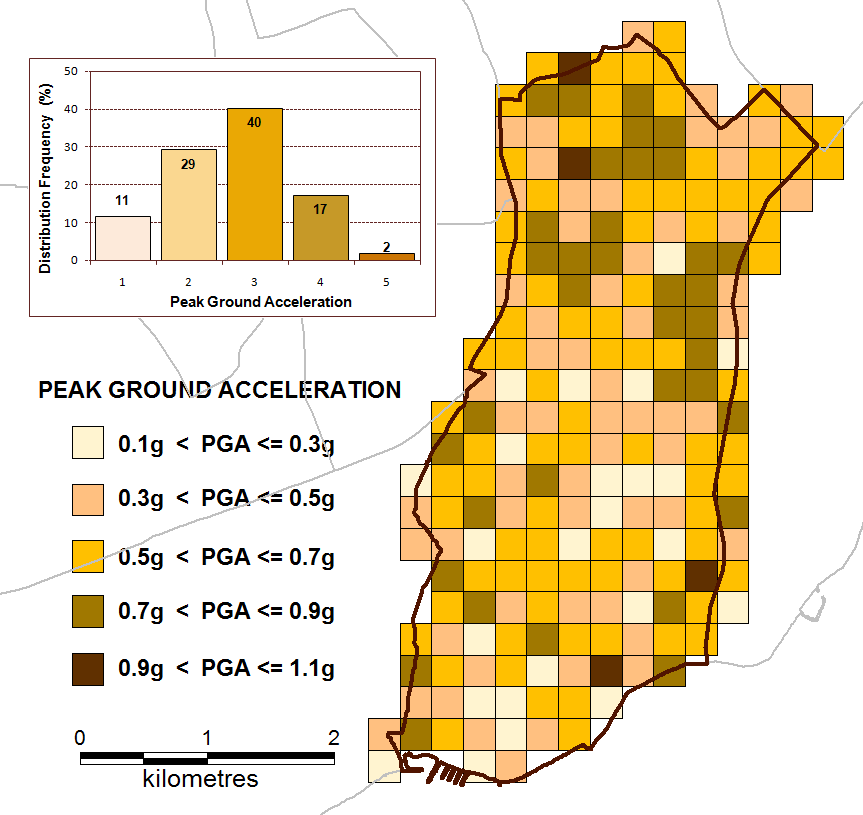 50
40
30
20
10
0
Distribution Frequency (%)
11
29
40
17
2
1 2 3 4 5
Peak Ground Acceleration
PEAK GROUND ACCELERATION
0.1g < PGA <= 0.3g
0.3g < PGA <= 0.5g
0.5g < PGA <= 0.7g
0.7g < PGA <= 0.9g
0.9g < PGA <= 1.1g
0 1 2
kilometres